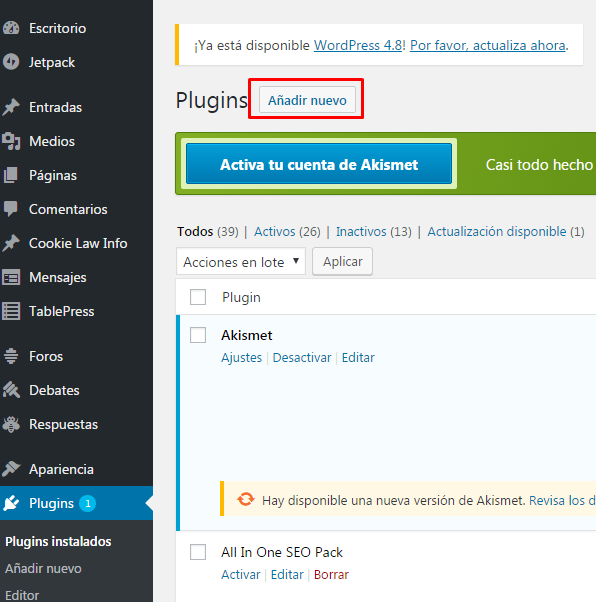 Escritorio
Jetpack
Entradas
Medios
Páginas
Comentarios
Cookie Law Info
Mensajes
TablePress
Foros
Debates
Respuestas
Apariencia
Plugins 1
Plugins instalados
Añadir nuevo
Editor
¡Ya está disponible WordPress 4.8! Por favor, actualiza ahora.
Plugins Añadir nuevo
Activa tu cuenta de Akismet Casi todo hecho
Todos (39) | Activos (26) | Inactivos (13) | Actualización disponible (1)
Acciones en lote Aplicar
Plugin
Akismet
Ajustes | Desactivar | Editar
Hay disponible una nueva versión de Akismet. Revisa los d
All In One SEO Pack
Activar | Editar | Borrar